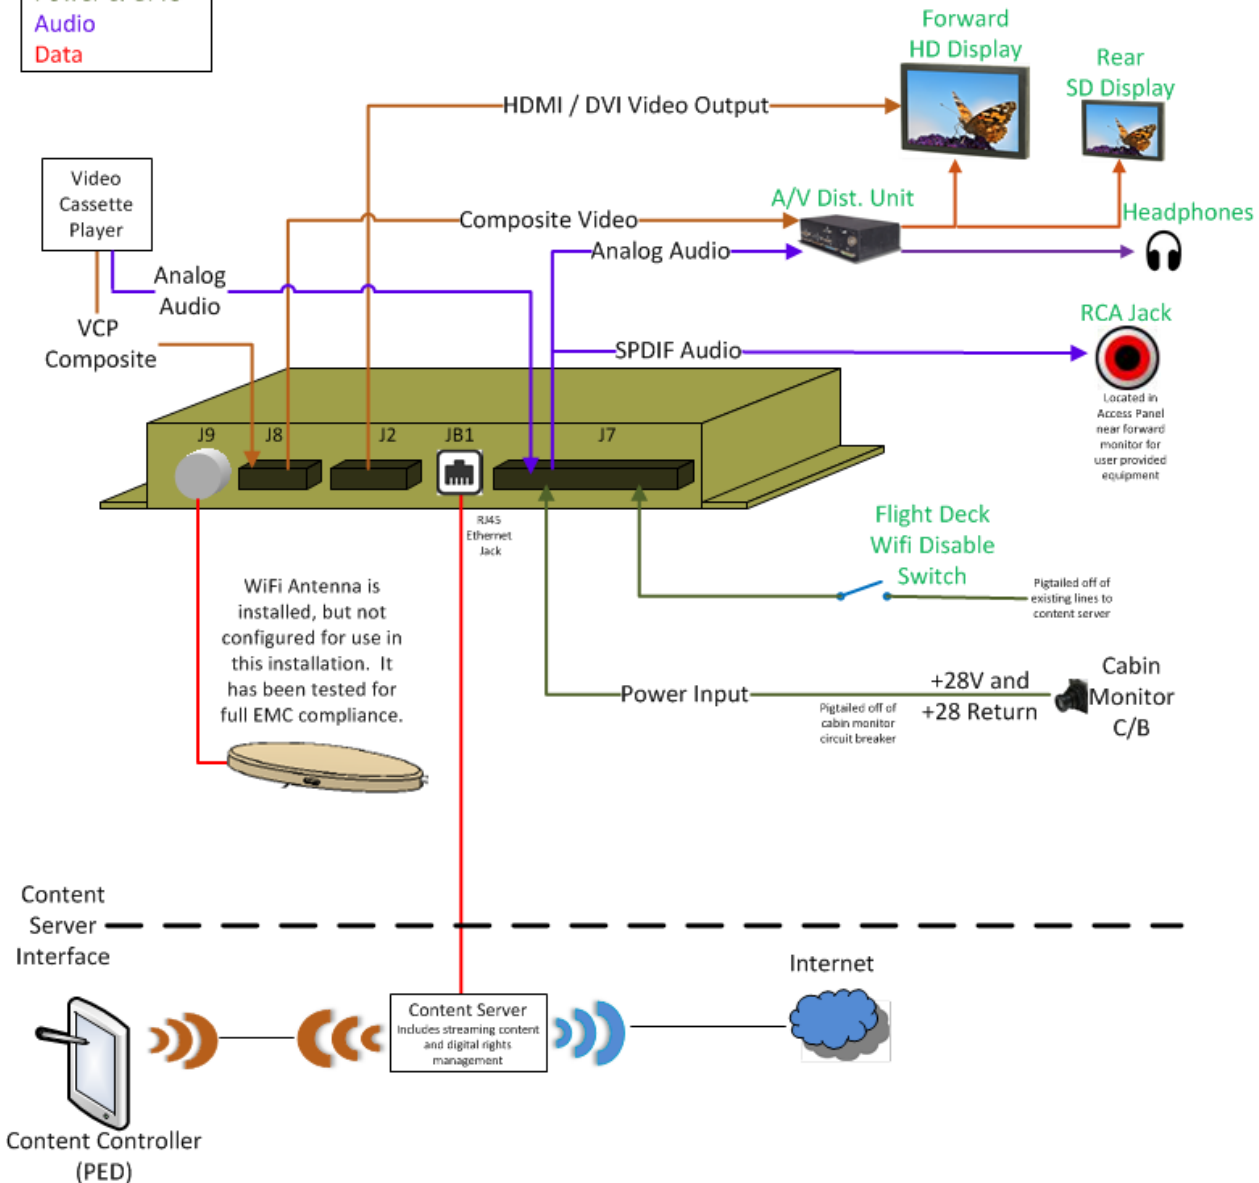 Audio
Data
Forward
HD Display
Rear
SD Display
HDMI / DVI Video Output
Video
Cassette
Player
A/V Dist. Unit
Composite Video
Headphones
Analog Audio
Analog
Audio
VCP
Composite
RCA Jack
SPDIF Audio
Located in
Access Panel
near forward
monitor for
user provided
equipment
J9
J8
J2
JB1
J7
RJ45
Ethernet
Jack
Flight Deck
Wifi Disable
Switch
Pigtailed off of
existing lines to
content server
WiFi Antenna is
installed, but not
configured for use in
this installation. It
has been tested for
full EMC compliance.
Power Input
+28V and
+28 Return
Pigtailed off of
cabin monitor
circuit breaker
Cabin
Monitor
C/B
Content
Server
Interface
Internet
Content Server
Includes streaming content
and digital rights
management
Content Controller
(PED)